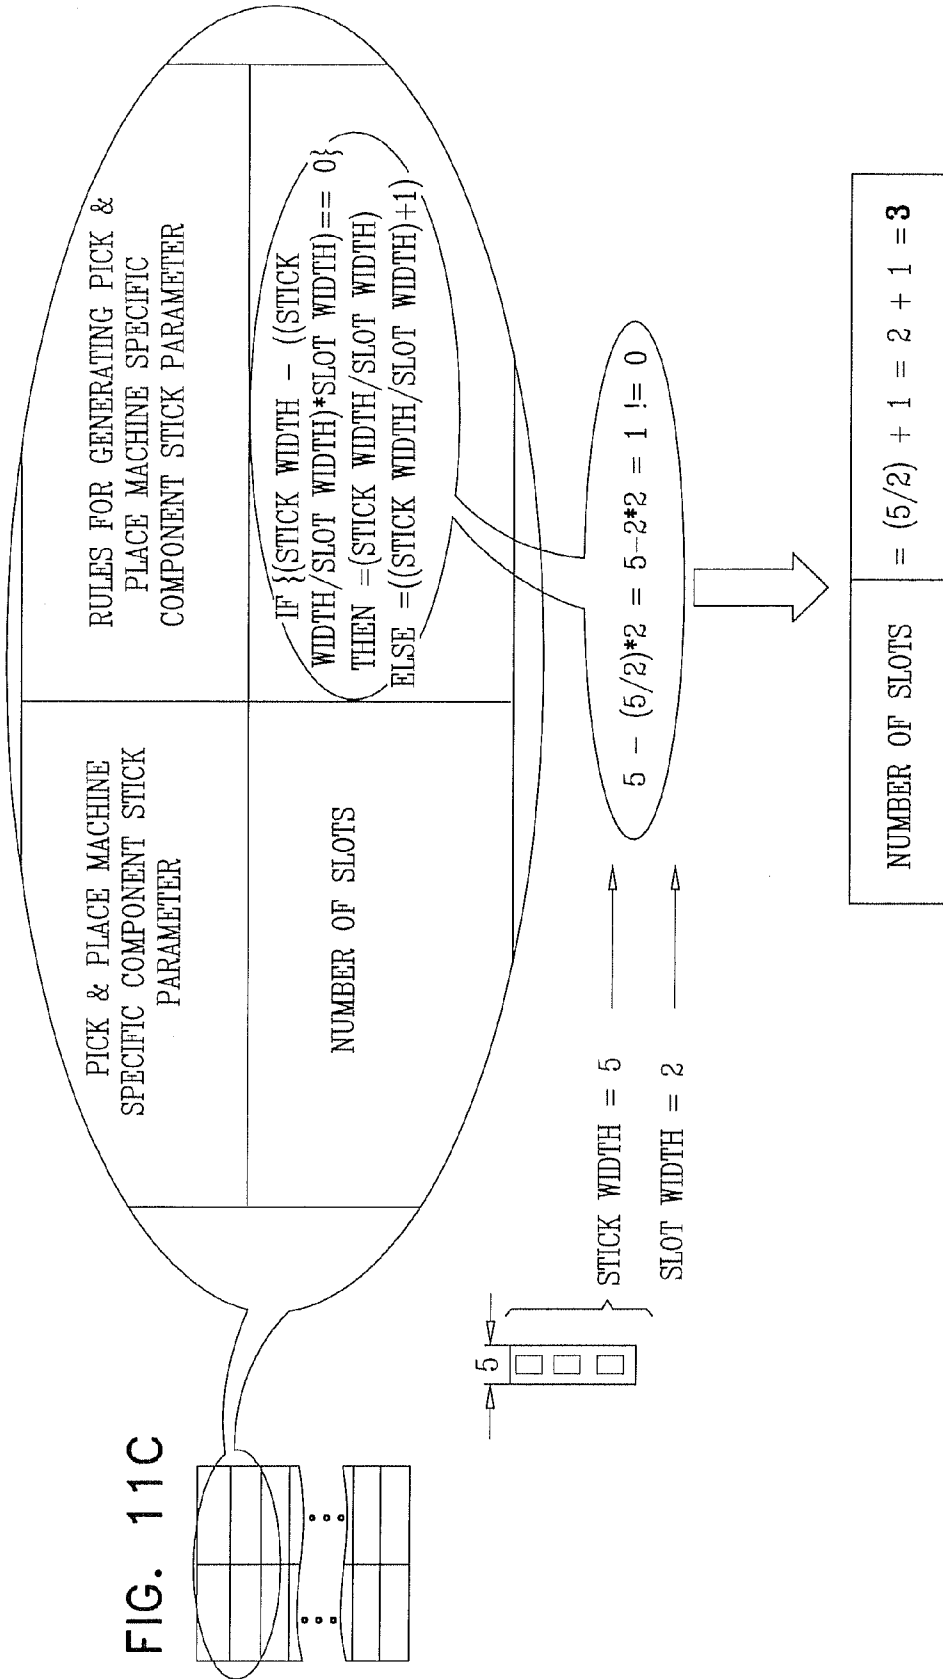 FIG. 11C
PICK & PLACE MACHINE
SPECIFIC COMPONENT STICK
PARAMETER
RULES FOR GENERATING PICK &
PLACE MACHINE SPECIFIC
COMPONENT STICK PARAMETER
NUMBER OF SLOTS
IF }(STICK WIDTH - ((STICK
WIDTH/SLOT WIDTH)*SLOT WIDTH)== 0}
THEN =(STICK WIDTH/SLOT WIDTH)
ELSE =((STICK WIDTH/SLOT WIDTH)+1)
5
STICK WIDTH = 5
SLOT WIDTH = 2
5 - (5/2)*2 = 5-2*2 = 1 != 0
NUMBER OF SLOTS
= (5/2) + 1 = 2 + 1 = 3